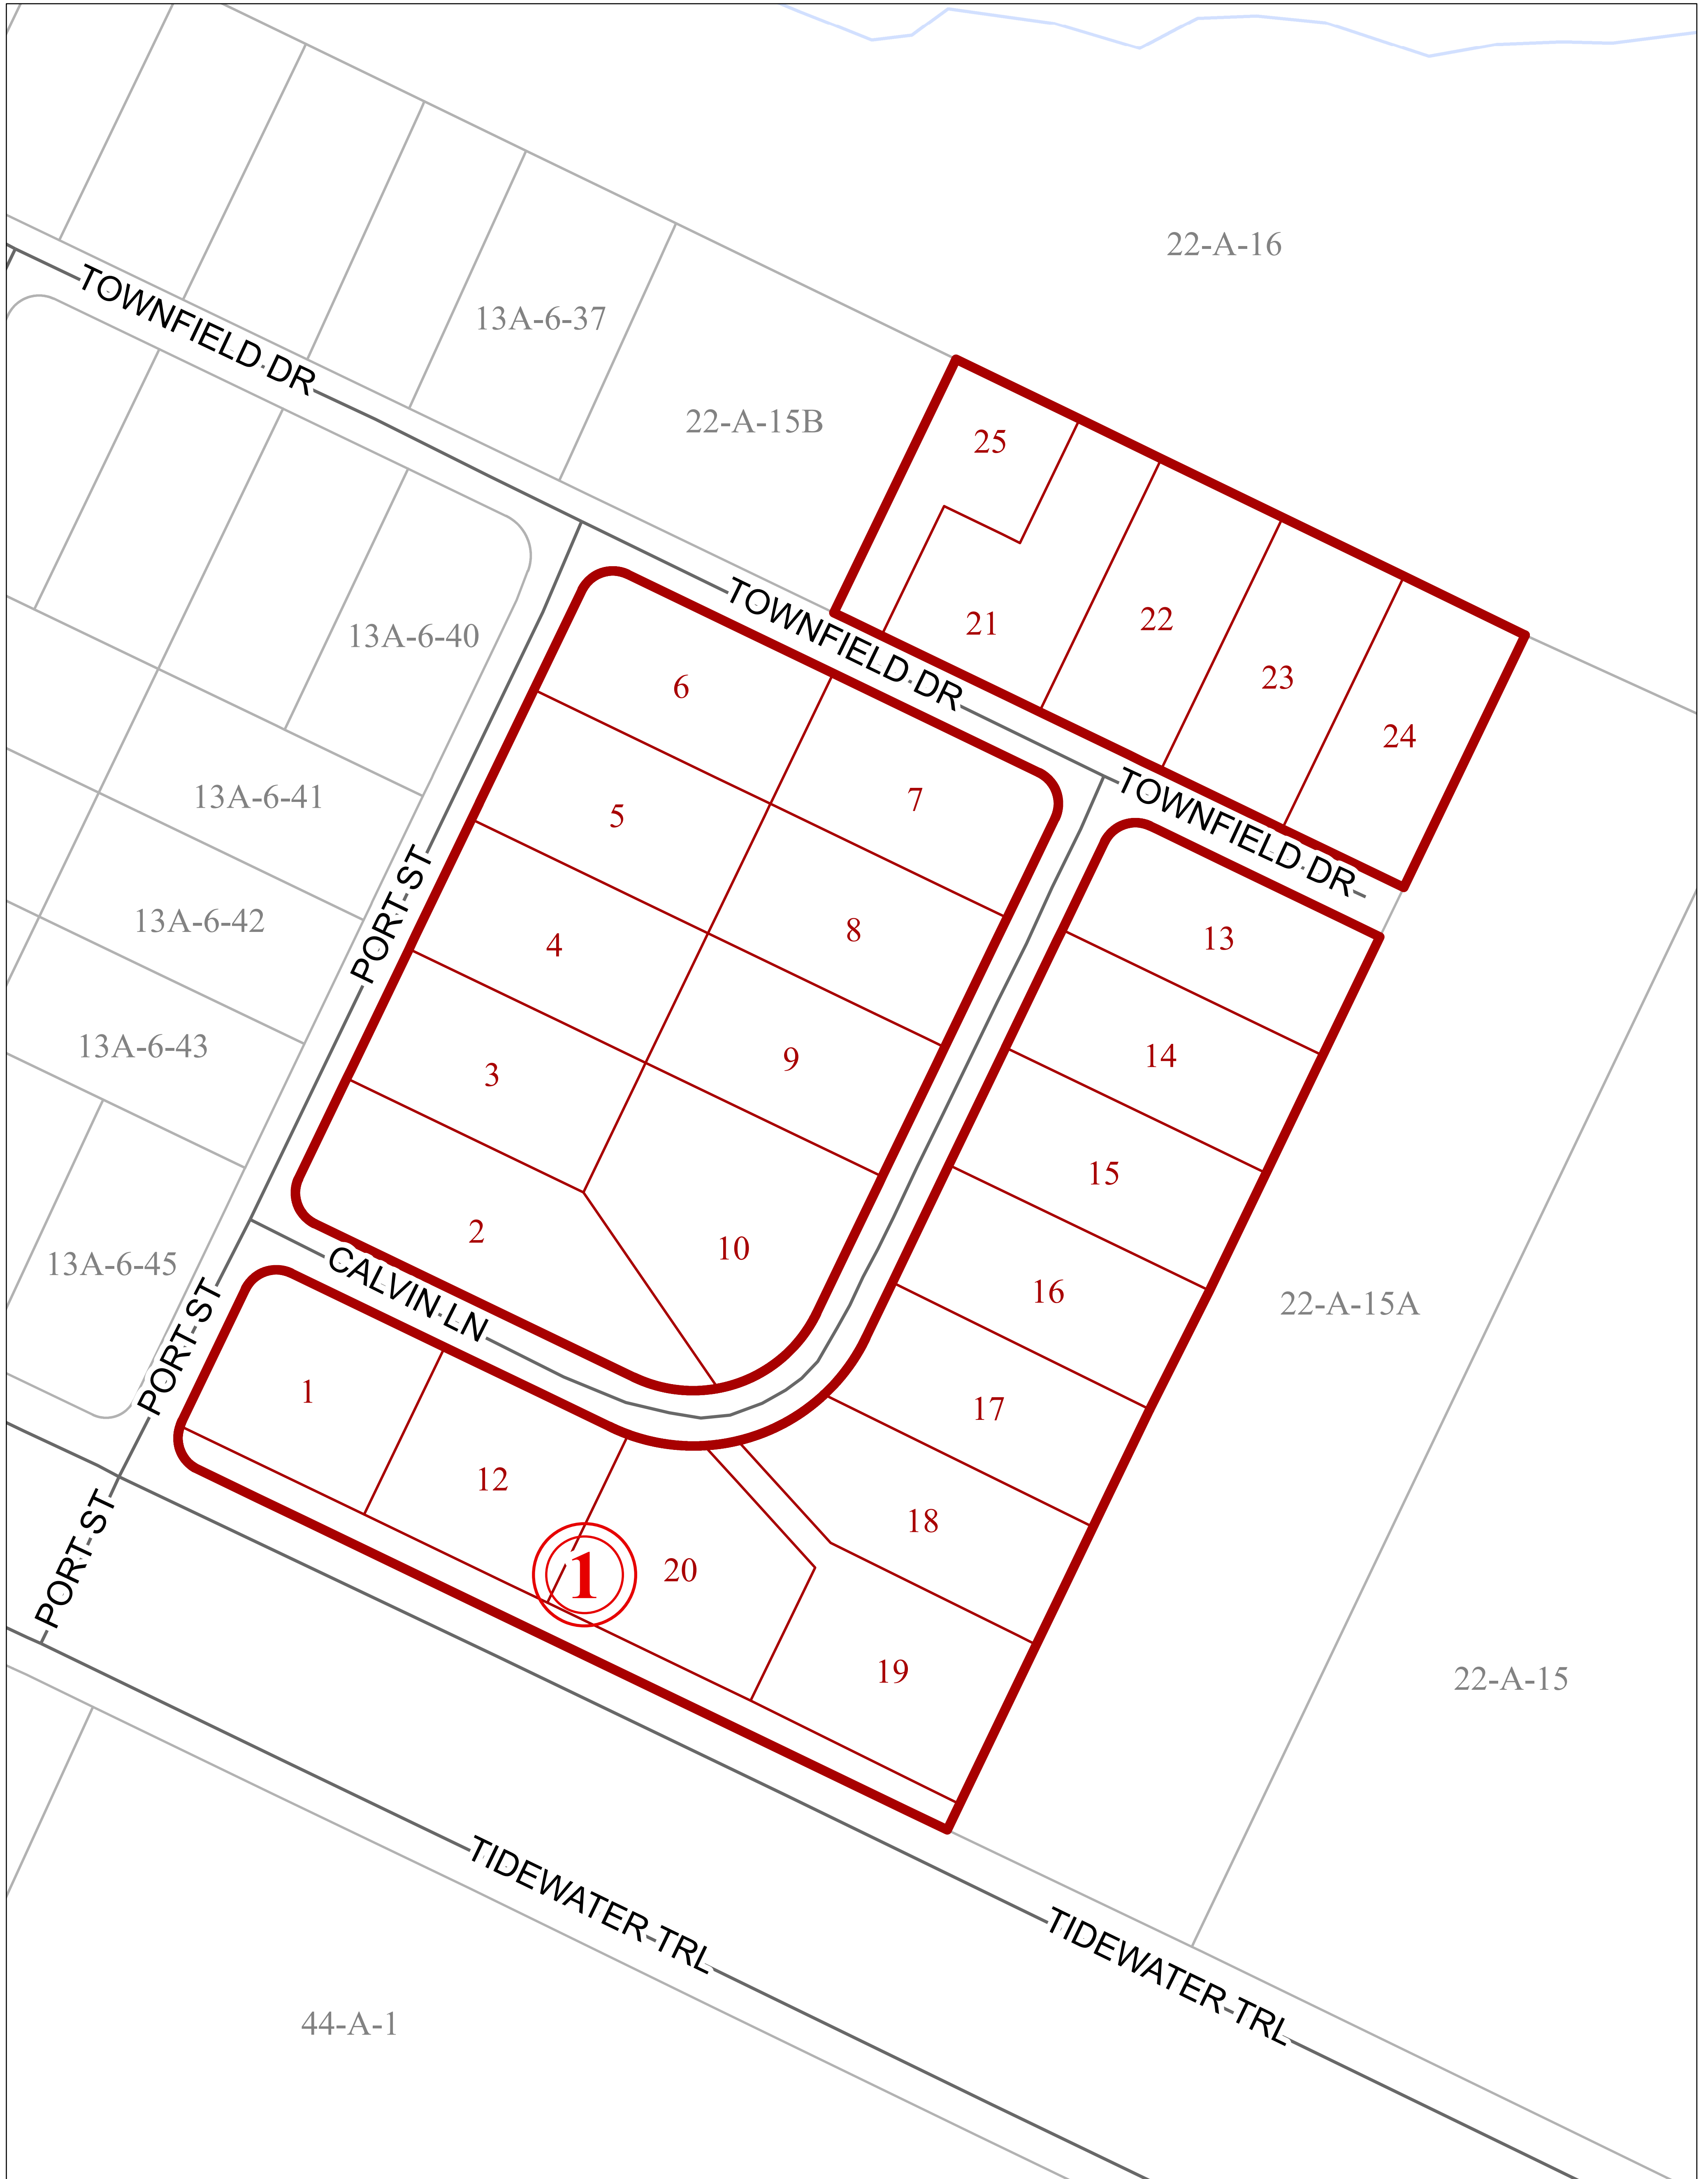 22-A-16
TOWNFIELD DR
13A-6-37
22-A-15B
25
TOWNFIELD DR
21
22
13A-6-40
23
6
24
TOWNFIELD DR
13A-6-41
5
7
PORT ST
13A-6-42
4
8
13
13A-6-43
3
9
14
15
2
10
13A-6-45
CALVIN LN
16
22-A-15A
PORT ST
1
17
12
18
PORT ST
1
20
19
22-A-15
TIDEWATER TRL
TIDEWATER TRL
44-A-1